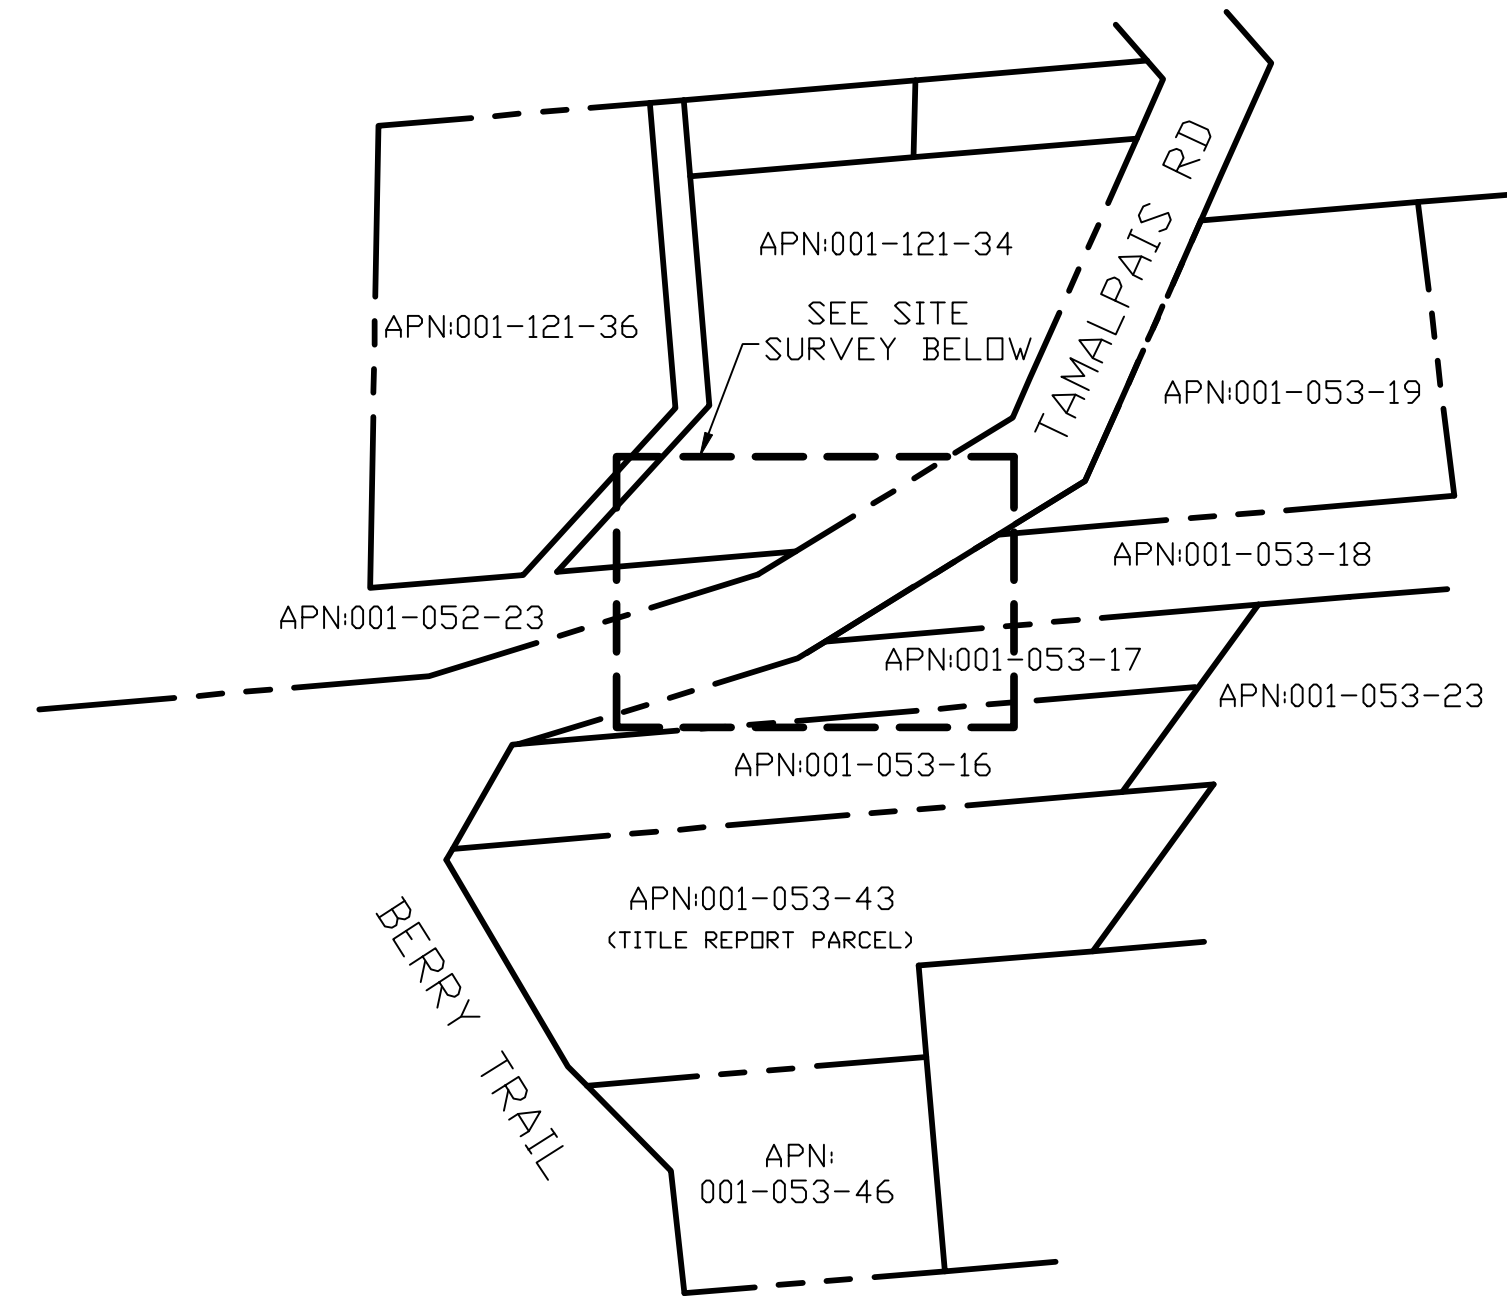 TAMALPAIS RD
APN:001-121-34
SEE SITE
SURVEY BELOW
APN:001-121-36
APN:001-053-19
APN:001-053-18
APN:001-052-23
APN:001-053-17
APN:001-053-23
APN:001-053-16
APN:001-053-43
(TITLE REPORT PARCEL)
BERRY TRAIL
APN:
001-053-46